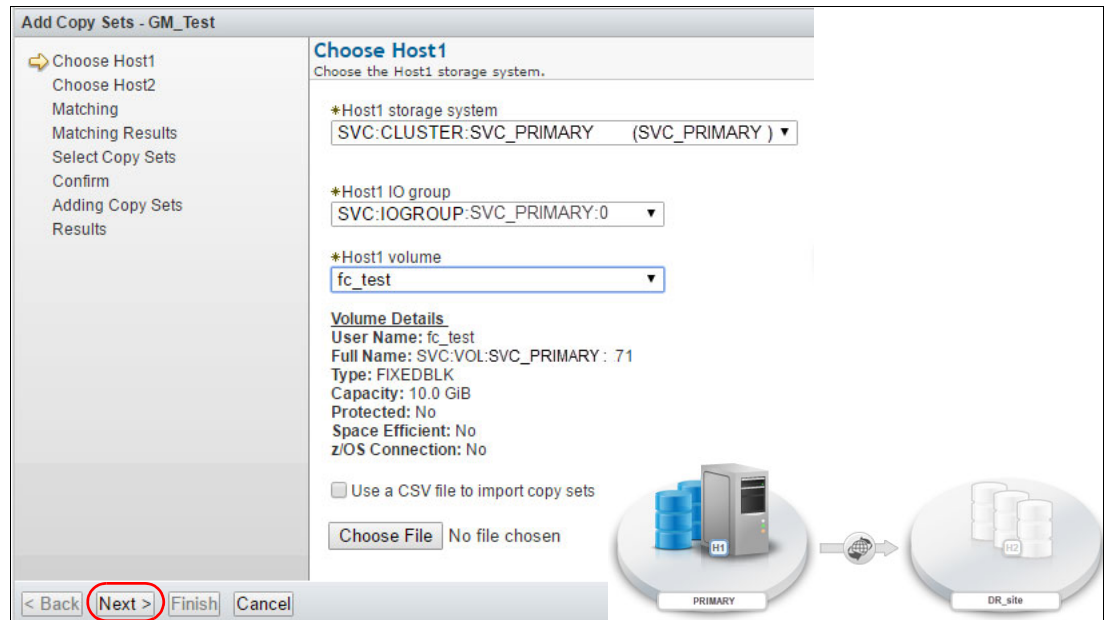 Add Copy Sets - GM_Test
Choose Host1
Choose Host2
Matching
Matching Results
Select Copy Sets
Confirm
Adding Copy Sets
Results
Choose Host1
Choose the Host1 storage system.
*Host1 storage system
SVC:CLUSTER:SVC_PRIMARY (SVC_PRIMARY ) ▼
*Host1 IO group
SVC:IOGROUP:SVC_PRIMARY:0 ▼
*Host1 volume
fc_test ▼
Volume Details
User Name: fc_test
Full Name: SVC:VOL:SVC_PRIMARY : 71
Type: FIXEDBLK
Capacity: 10.0 GiB
Protected: No
Space Efficient: No
z/OS Connection: No
Use a CSV file to import copy sets
Choose File No file chosen
H1
H2
PRIMARY
DR_site
< Back Next > Finish Cancel